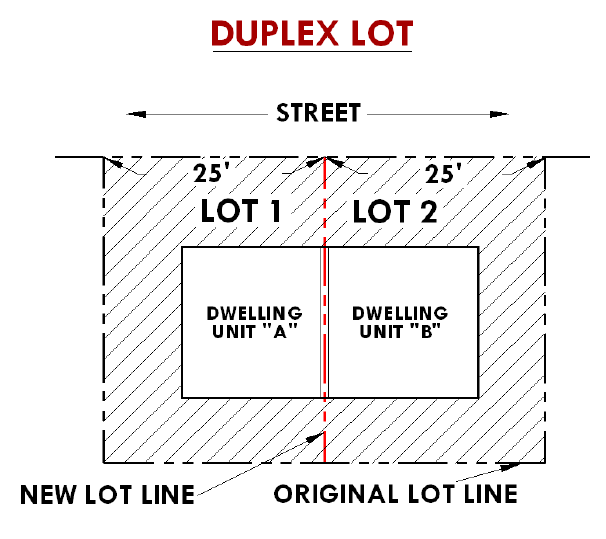 DUPLEX LOT
STREET
25' 25'
LOT 1 LOT 2
DWELLING UNIT "A"
DWELLING UNIT "B"
NEW LOT LINE
ORIGINAL LOT LINE